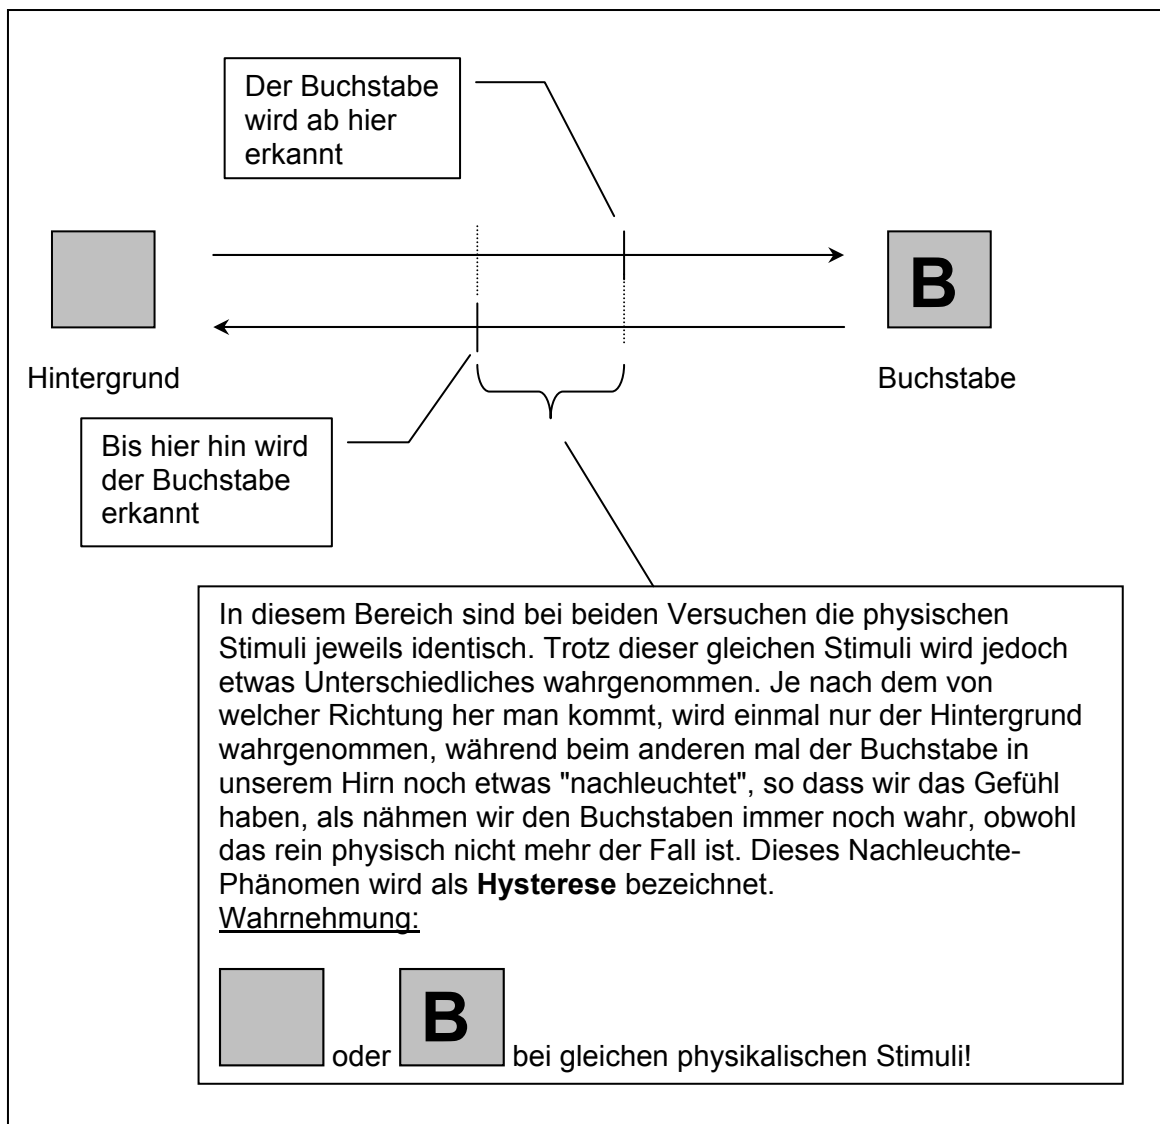 Der Buchstabe
wird ab hier
erkannt
B
Hintergrund
Buchstabe
Bis hier hin wird
der Buchstabe
erkannt
In diesem Bereich sind bei beiden Versuchen die physischen
Stimuli jeweils identisch. Trotz dieser gleichen Stimuli wird jedoch
etwas Unterschiedliches wahrgenommen. Je nach dem von
welcher Richtung her man kommt, wird einmal nur der Hintergrund
wahrgenommen, während beim anderen mal der Buchstabe in
unserem Hirn noch etwas "nachleuchtet", so dass wir das Gefühl
haben, als nähmen wir den Buchstaben immer noch wahr, obwohl
das rein physisch nicht mehr der Fall ist. Dieses Nachleuchte-
Phänomen wird als Hysterese bezeichnet.
Wahrnehmung:
oder B bei gleichen physikalischen Stimuli!